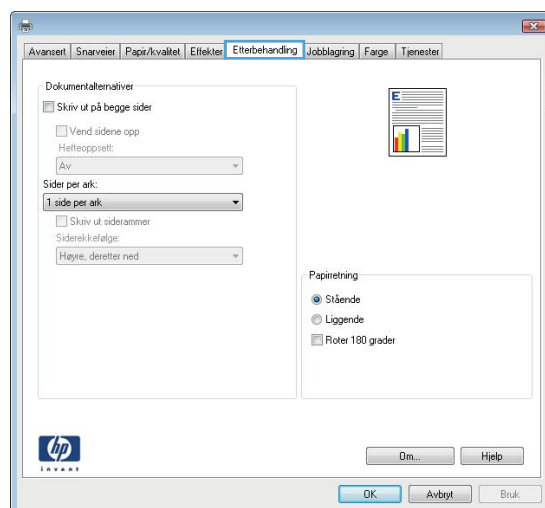 Avansert Snarveier Papir/kvalitet Effekter Etterbehandling Jobblagring Farge Tjenester
Dokumentalternativer
Skriv ut på begge sider
Vend sidene opp
Hefteoppsett:
Av
Sider per ark:
1 side per ark
Skriv ut siderammer
Siderekkefølge:
Høyre, deretter ned
E
Papirretning
Stående
Liggende
Roter 180 grader
hp
invent
Om... Hjelp
OK Avbryt Bruk